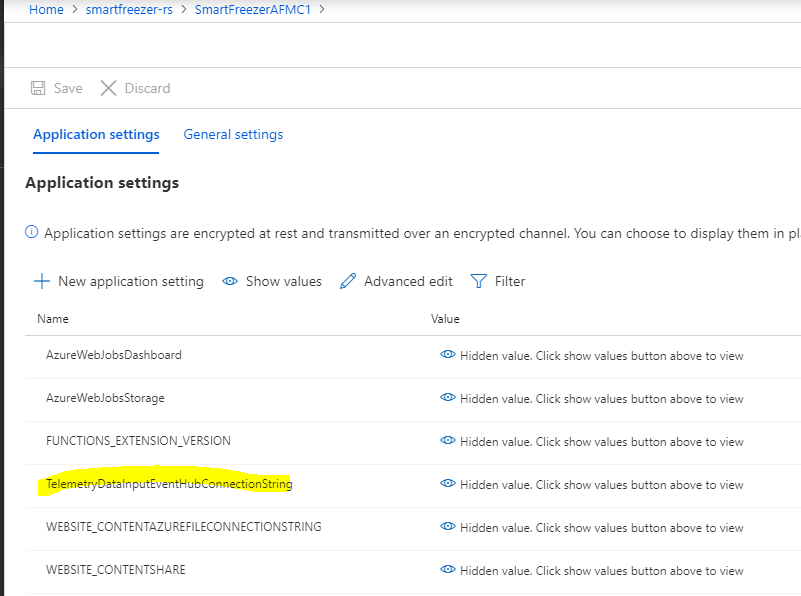 Home > smartfreezer-rs > SmartFreezerAFMC1 >
Save Discard
Application settings General settings
Application settings
Application settings are encrypted at rest and transmitted over an encrypted channel. You can choose to display them in pla
New application setting Show values Advanced edit Filter
Name Value
AzureWebJobsDashboard Hidden value. Click show values button above to view
AzureWebJobsStorage Hidden value. Click show values button above to view
FUNCTIONS_EXTENSION_VERSION Hidden value. Click show values button above to view
TelemetryDataInputEventHubConnectionString Hidden value. Click show values button above to view
WEBSITE_CONTENTAZUREFILECONNECTIONSTRING Hidden value. Click show values button above to view
WEBSITE_CONTENTSHARE Hidden value. Click show values button above to view